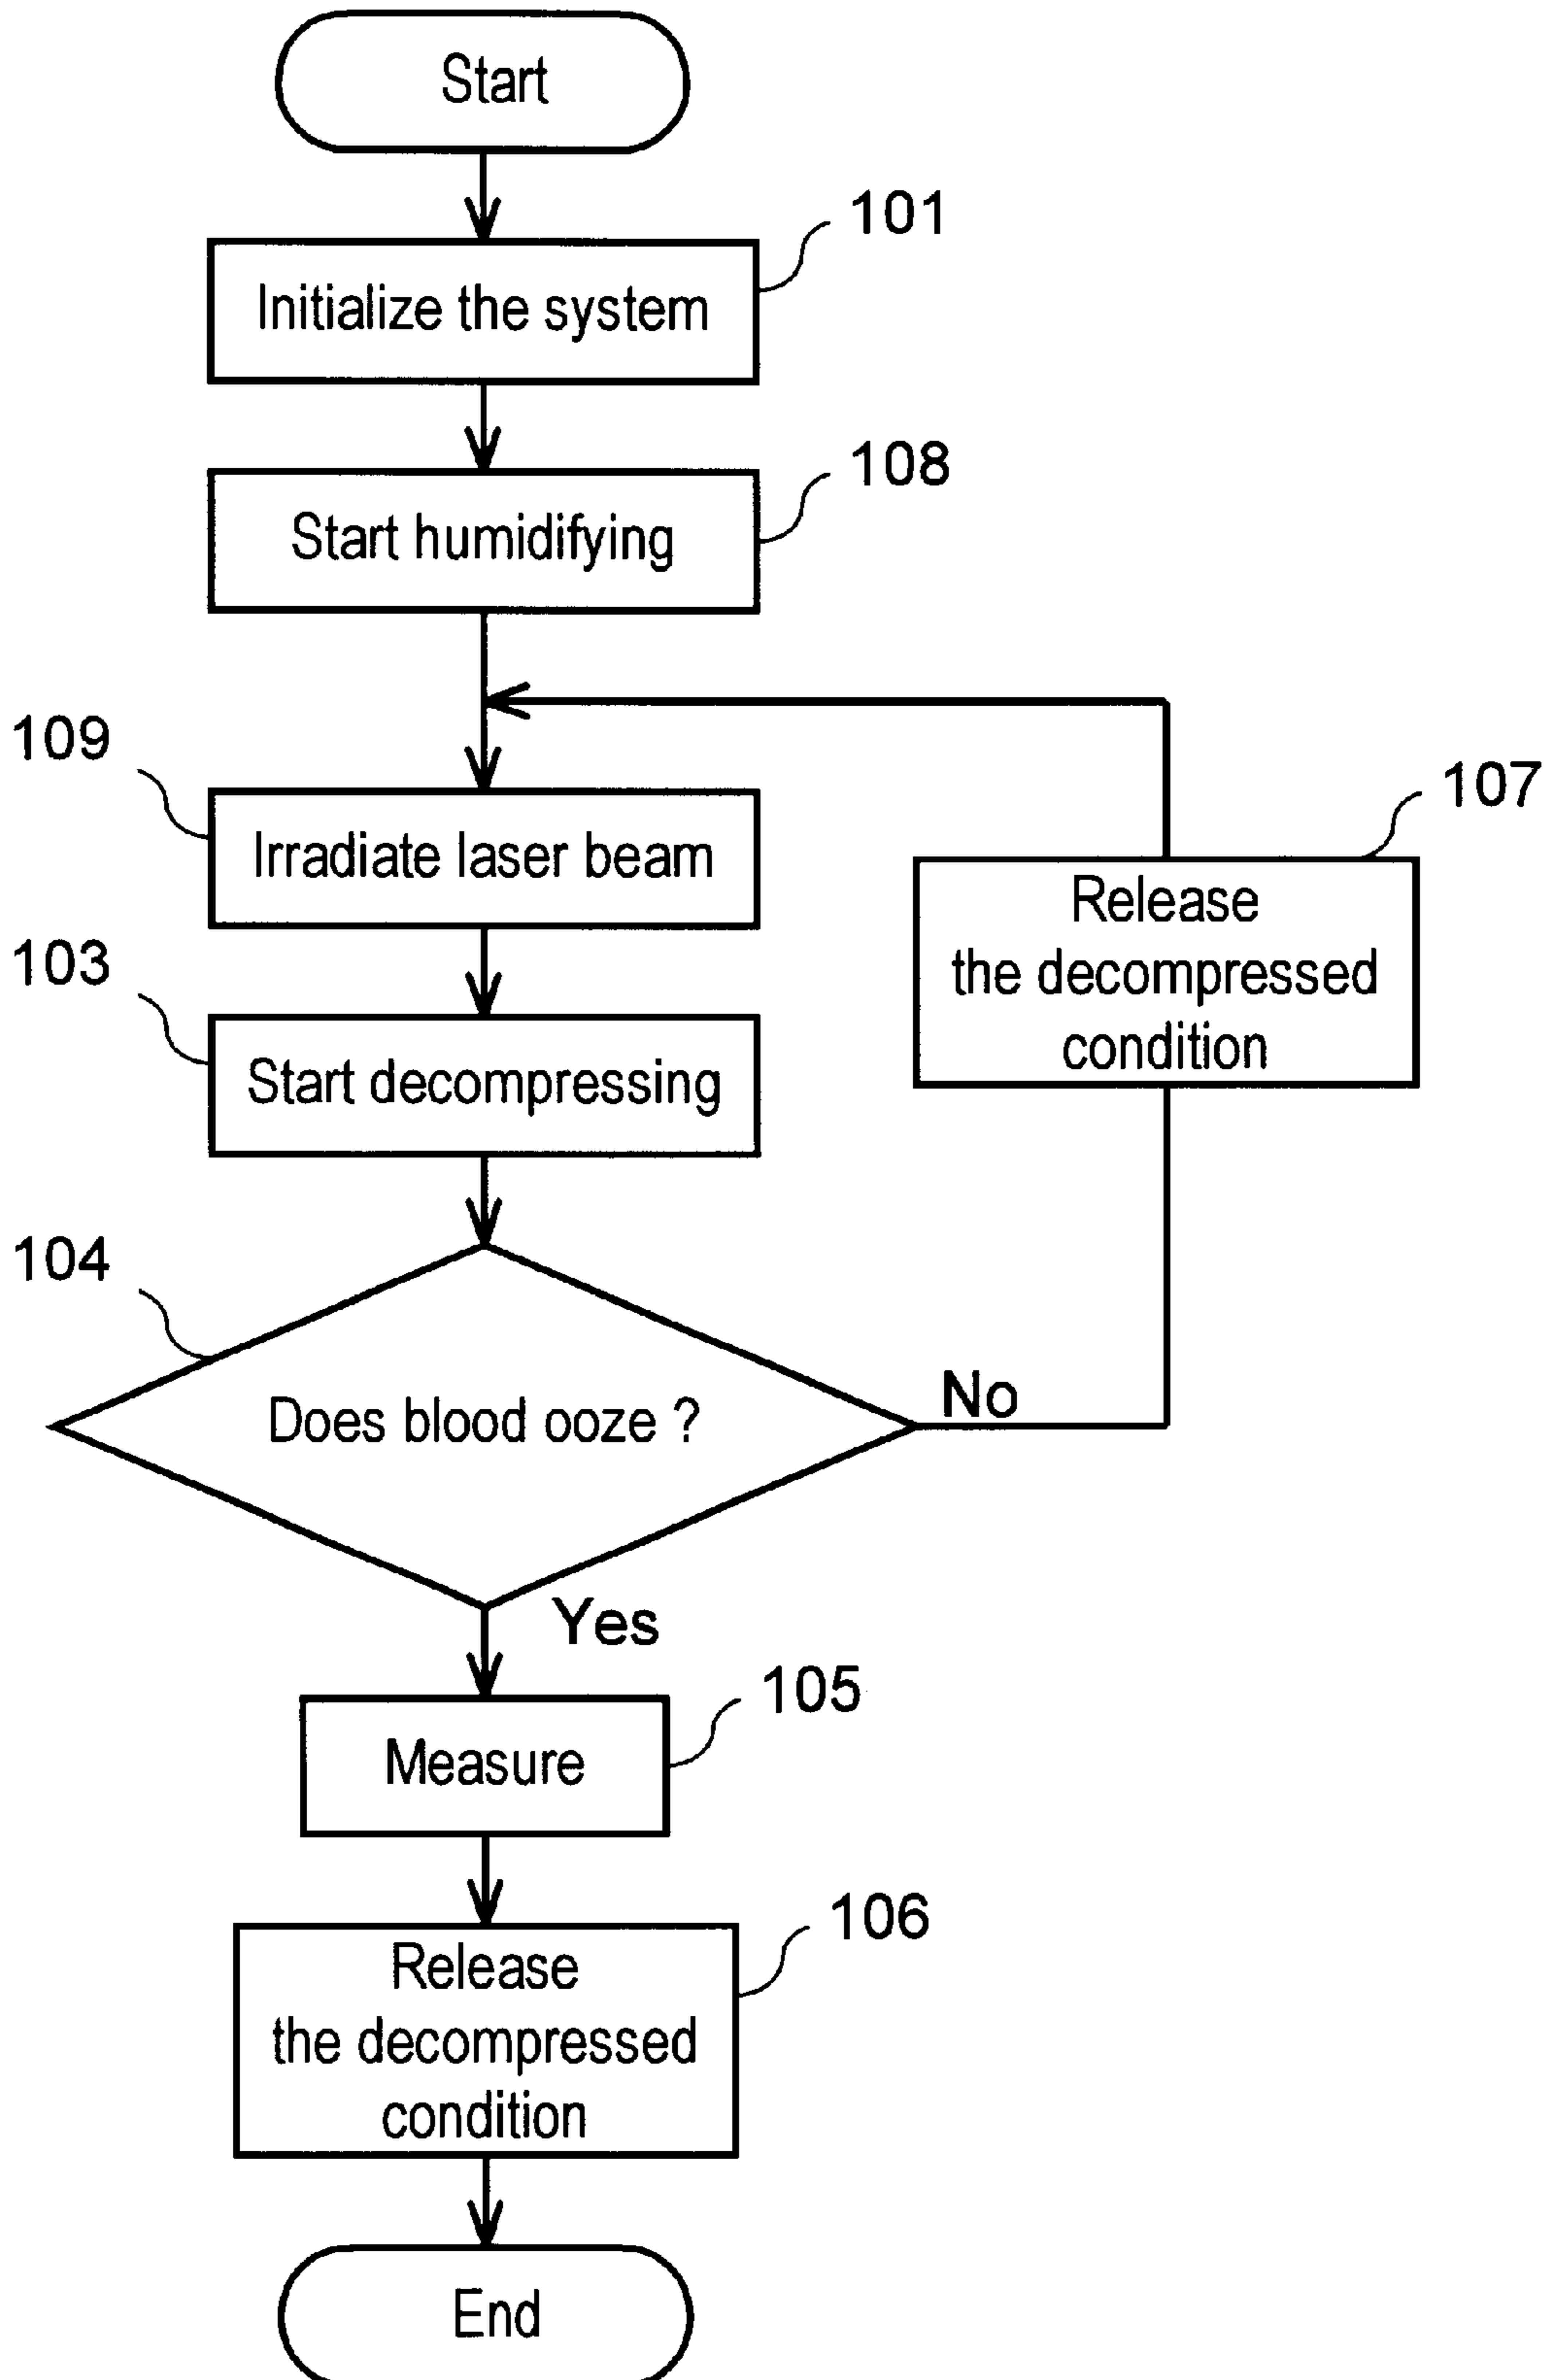 Start
101
Initialize the system
108
Start humidifying
109
Irradiate laser beam
107
Release
the decompressed
condition
103
Start decompressing
104
Does blood ooze ?
No
Yes
105
Measure
106
Release
the decompressed
condition
End